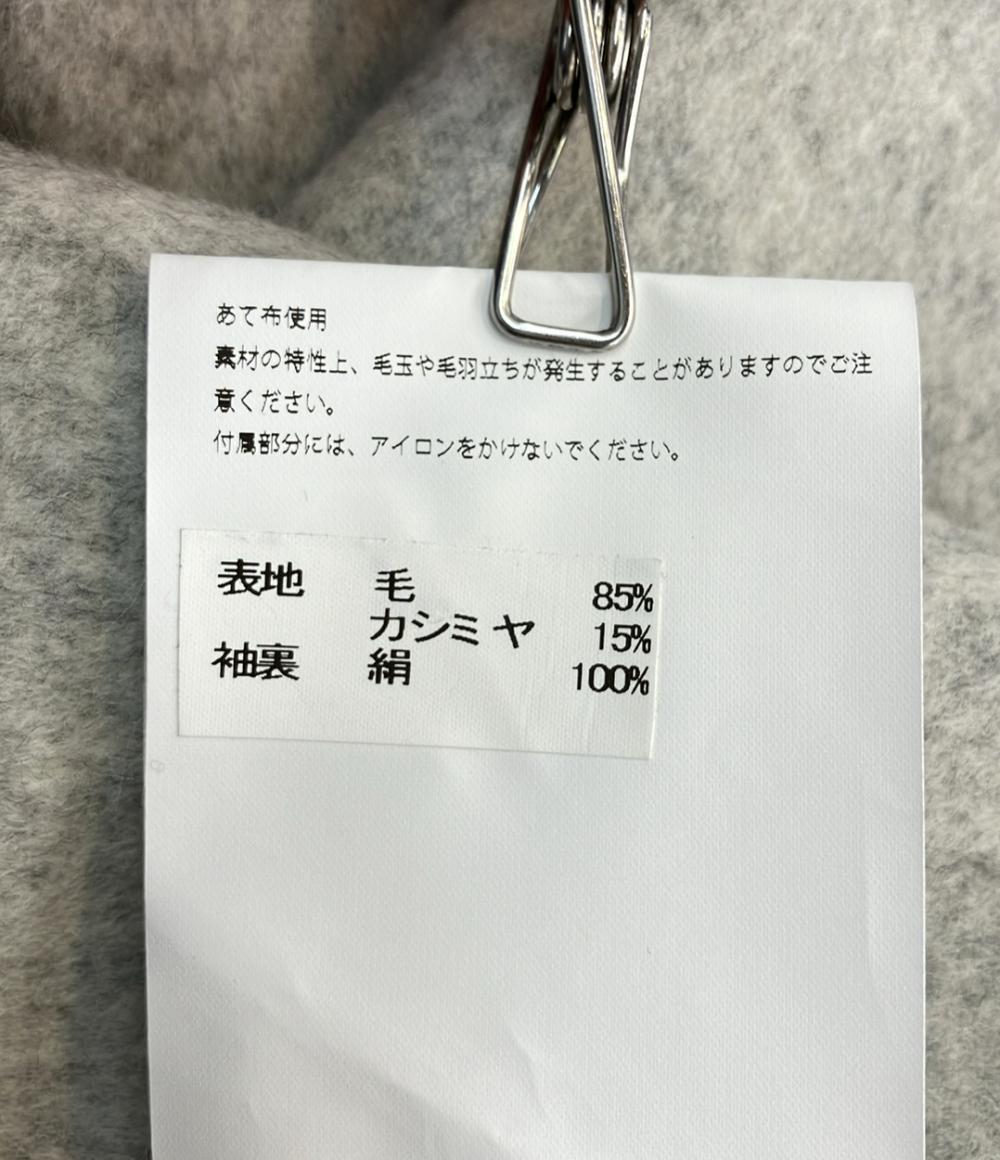 あて布使用
素材の特性上、毛玉や毛羽立ちが発生することがありますのでご注
意ください。
付属部分には、アイロンをかけないでください。
表地 毛 85%
カシミヤ 15%
袖裏 絹 100%